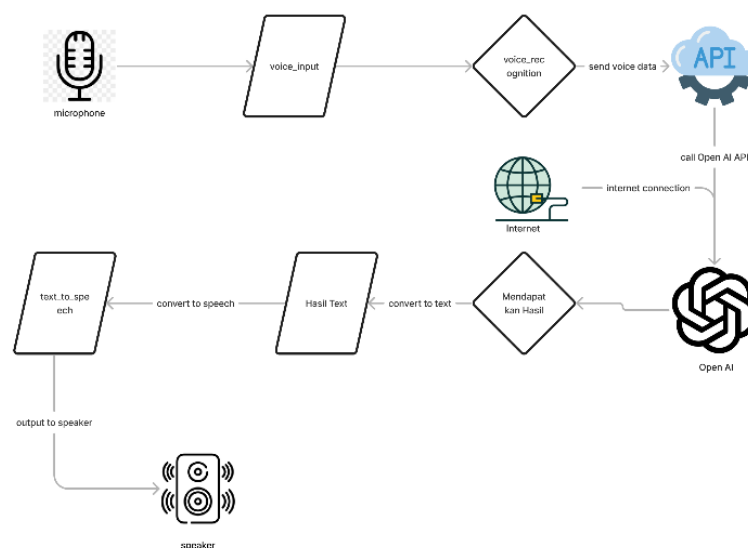 API
voice_input
voice_rec
ognition
send voice data
microphone
call Open AI API
internet connection
Internet
text_to_spe
ech
convert to speech
Hasil Text
convert to text
Mendapat
kan Hasil
Open AI
output to speaker
speaker